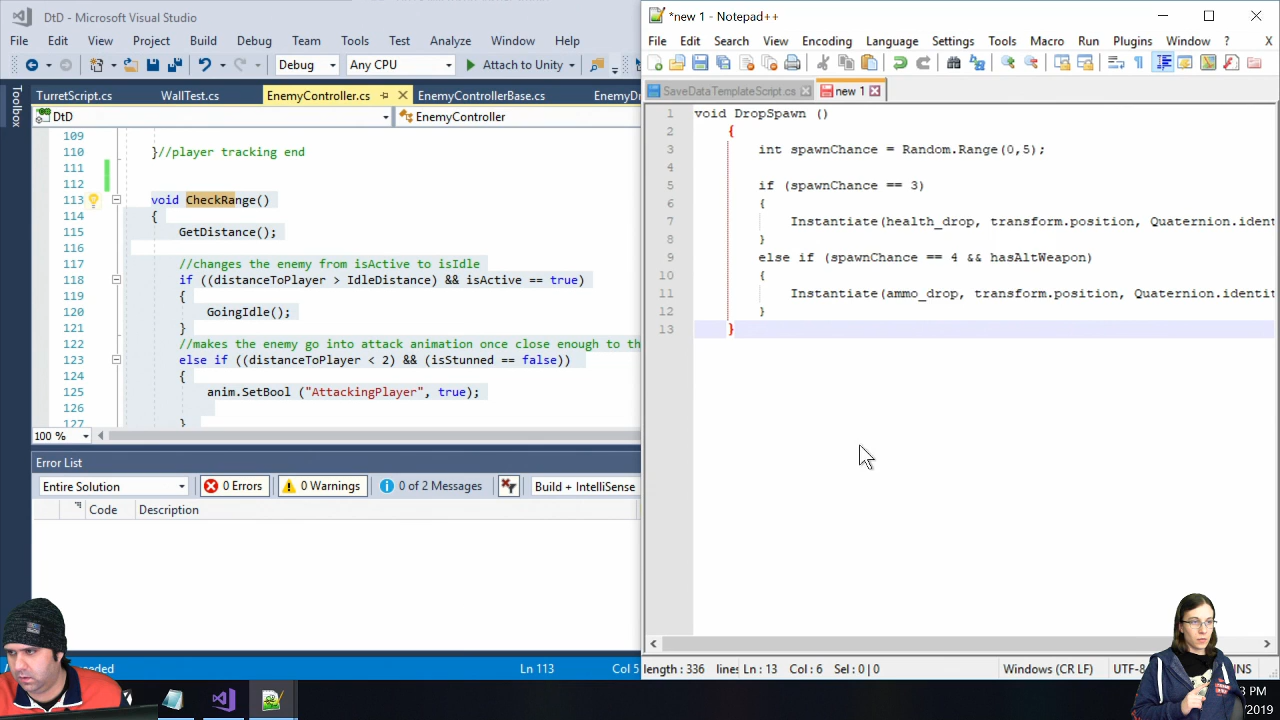 DtD - Microsoft Visual Studio
File Edit View Project Build Debug Team Tools Test Analyze Window Help
Debug Any CPU Attach to Unity
Toolbox
TurretScript.cs WallTest.cs EnemyController.cs EnemyControllerBase.cs
DtD EnemyController
109
110 }//player tracking end
111
112
113 void CheckRange()
114 {
115 GetDistance();
116
117 //changes the enemy from isActive to isIdle
118 if ((distanceToPlayer > IdleDistance) && isActive == true)
119 {
120 GoingIdle();
121 }
122 //makes the enemy go into attack animation once close enough to
123 else if ((distanceToPlayer < 2) && (isStunned == false))
124 {
125 anim.SetBool ("AttackingPlayer", true);
126
127 }
100 %
Error List
Entire Solution 0 Errors 0 Warnings 0 of 2 Messages Build + IntelliSense
Code Description
Ln 113 Col 5
*new 1 - Notepad++
File Edit Search View Encoding Language Settings Tools Macro Run Plugins Window ? X
SaveDataTemplateScript.cs new 1
1 void DropSpawn ()
2 {
3 int spawnChance = Random.Range(0,5);
4
5 if (spawnChance == 3)
6 {
7 Instantiate(health_drop, transform.position, Quaternion.ident
8 }
9 else if (spawnChance == 4 && hasAltWeapon)
10 {
11 Instantiate(ammo_drop, transform.position, Quaternion.identit
12 }
13 }
length : 336 lines Ln : 13 Col : 6 Sel : 0 | 0 Windows (CR LF) UTF-8 INS
3 PM
/2019